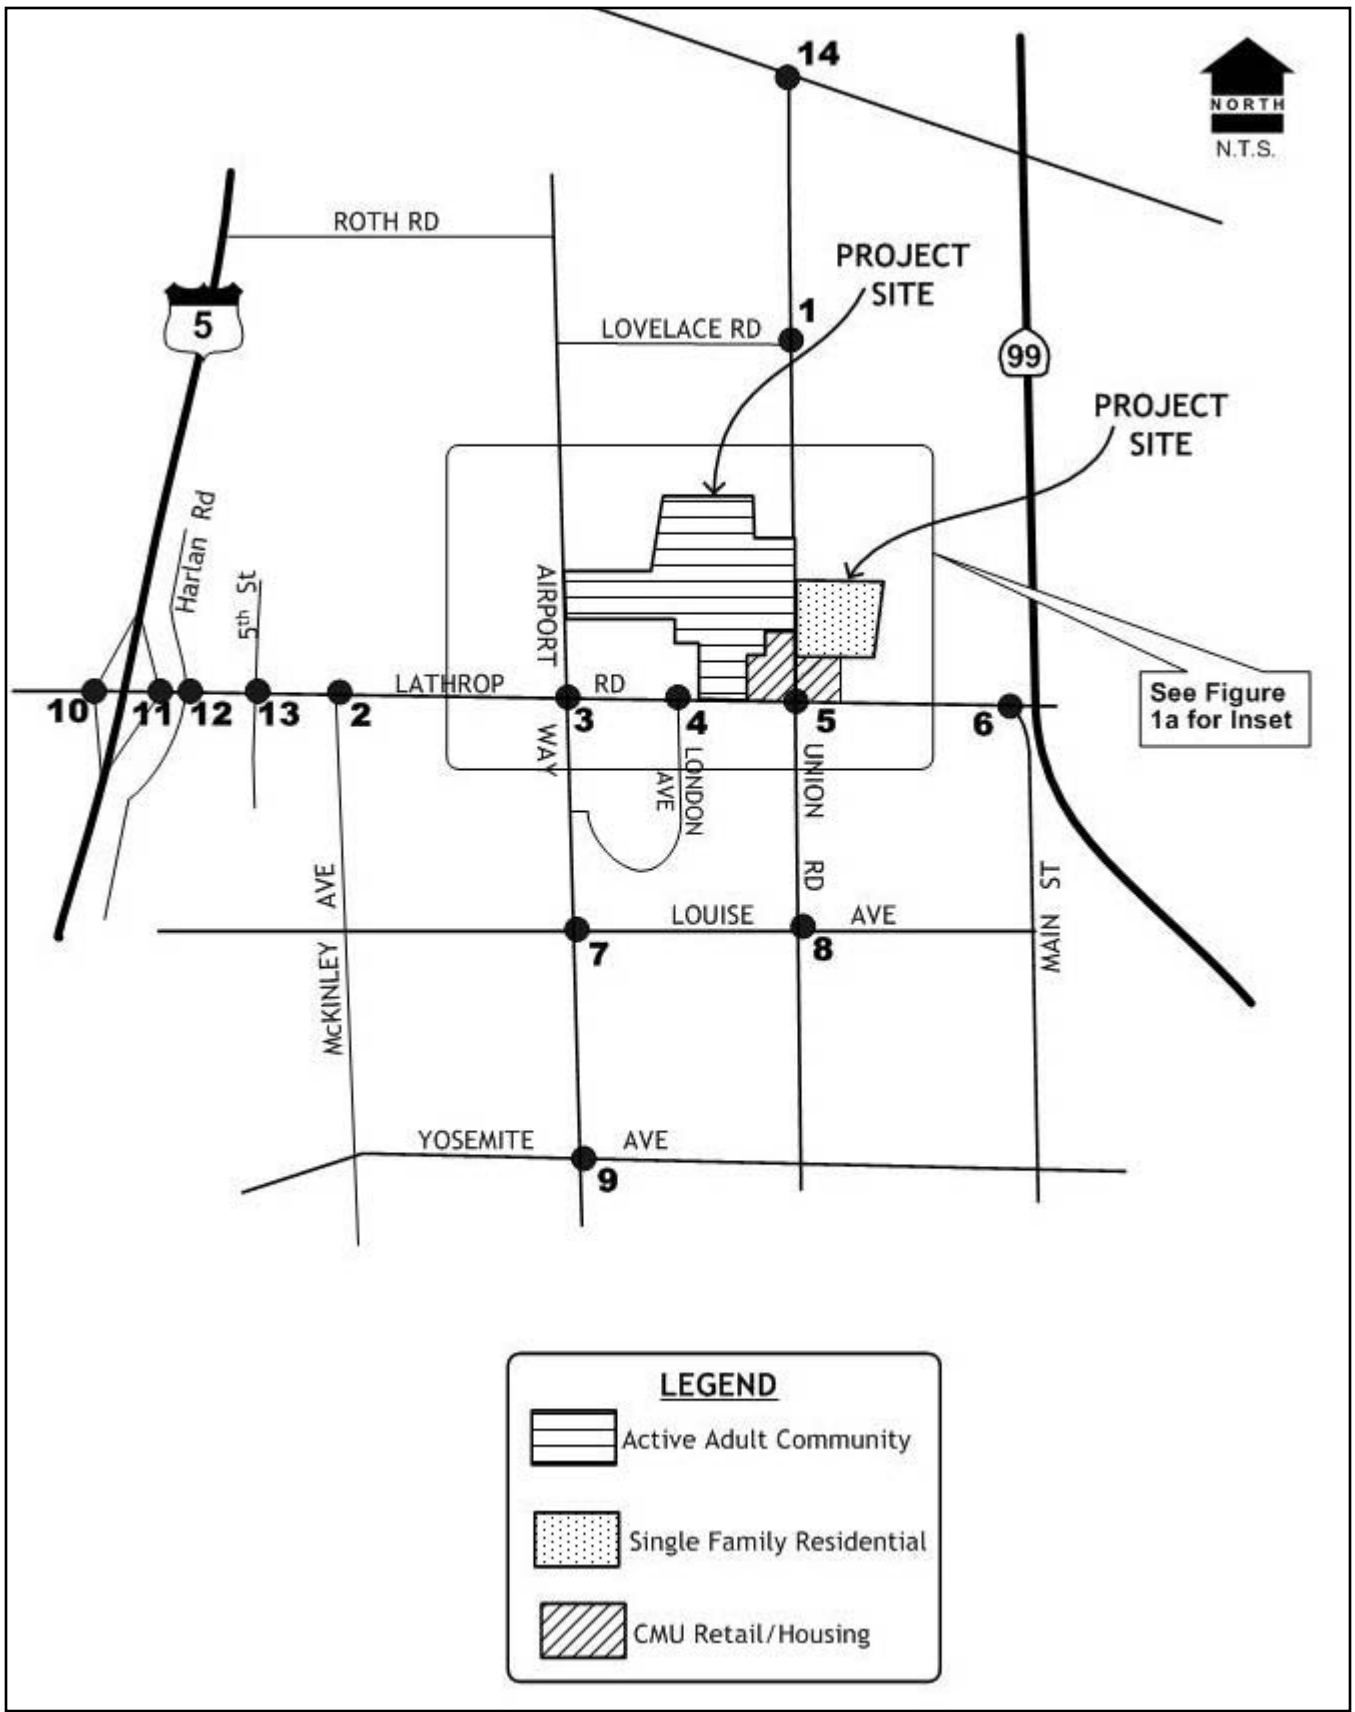 14
NORTH
N.T.S.
ROTH RD
PROJECT
SITE
1
5
LOVELACE RD
99
PROJECT
SITE
Harlan Rd
5th St
AIRPORT
WAY
LATHROP
RD
10
11
12
13
2
3
4
5
6
See Figure
1a for Inset
LONDON
AVE
UNION
RD
McKINLEY
AVE
LOUISE
AVE
7
8
MAIN ST
YOSEMITE
AVE
9
LEGEND
Active Adult Community
Single Family Residential
CMU Retail/Housing